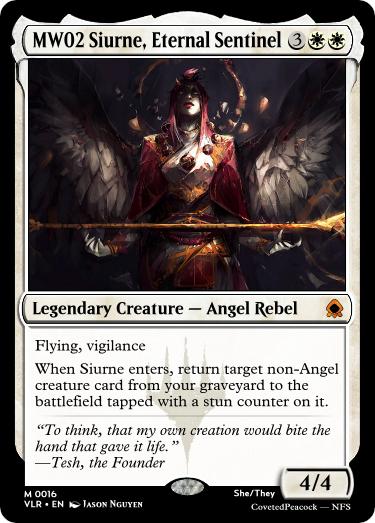 MW02 Siurne, Eternal Sentinel 3
Legendary Creature — Angel Rebel
Flying, vigilance
When Siurne enters, return target non-Angel
creature card from your graveyard to the
battlefield tapped with a stun counter on it.
“To think, that my own creation would bite the
hand that gave it life.”
—Tesh, the Founder
4/4
M 0016
She/They
VLR • EN JASON NGUYEN
CovetedPeacock — NFS